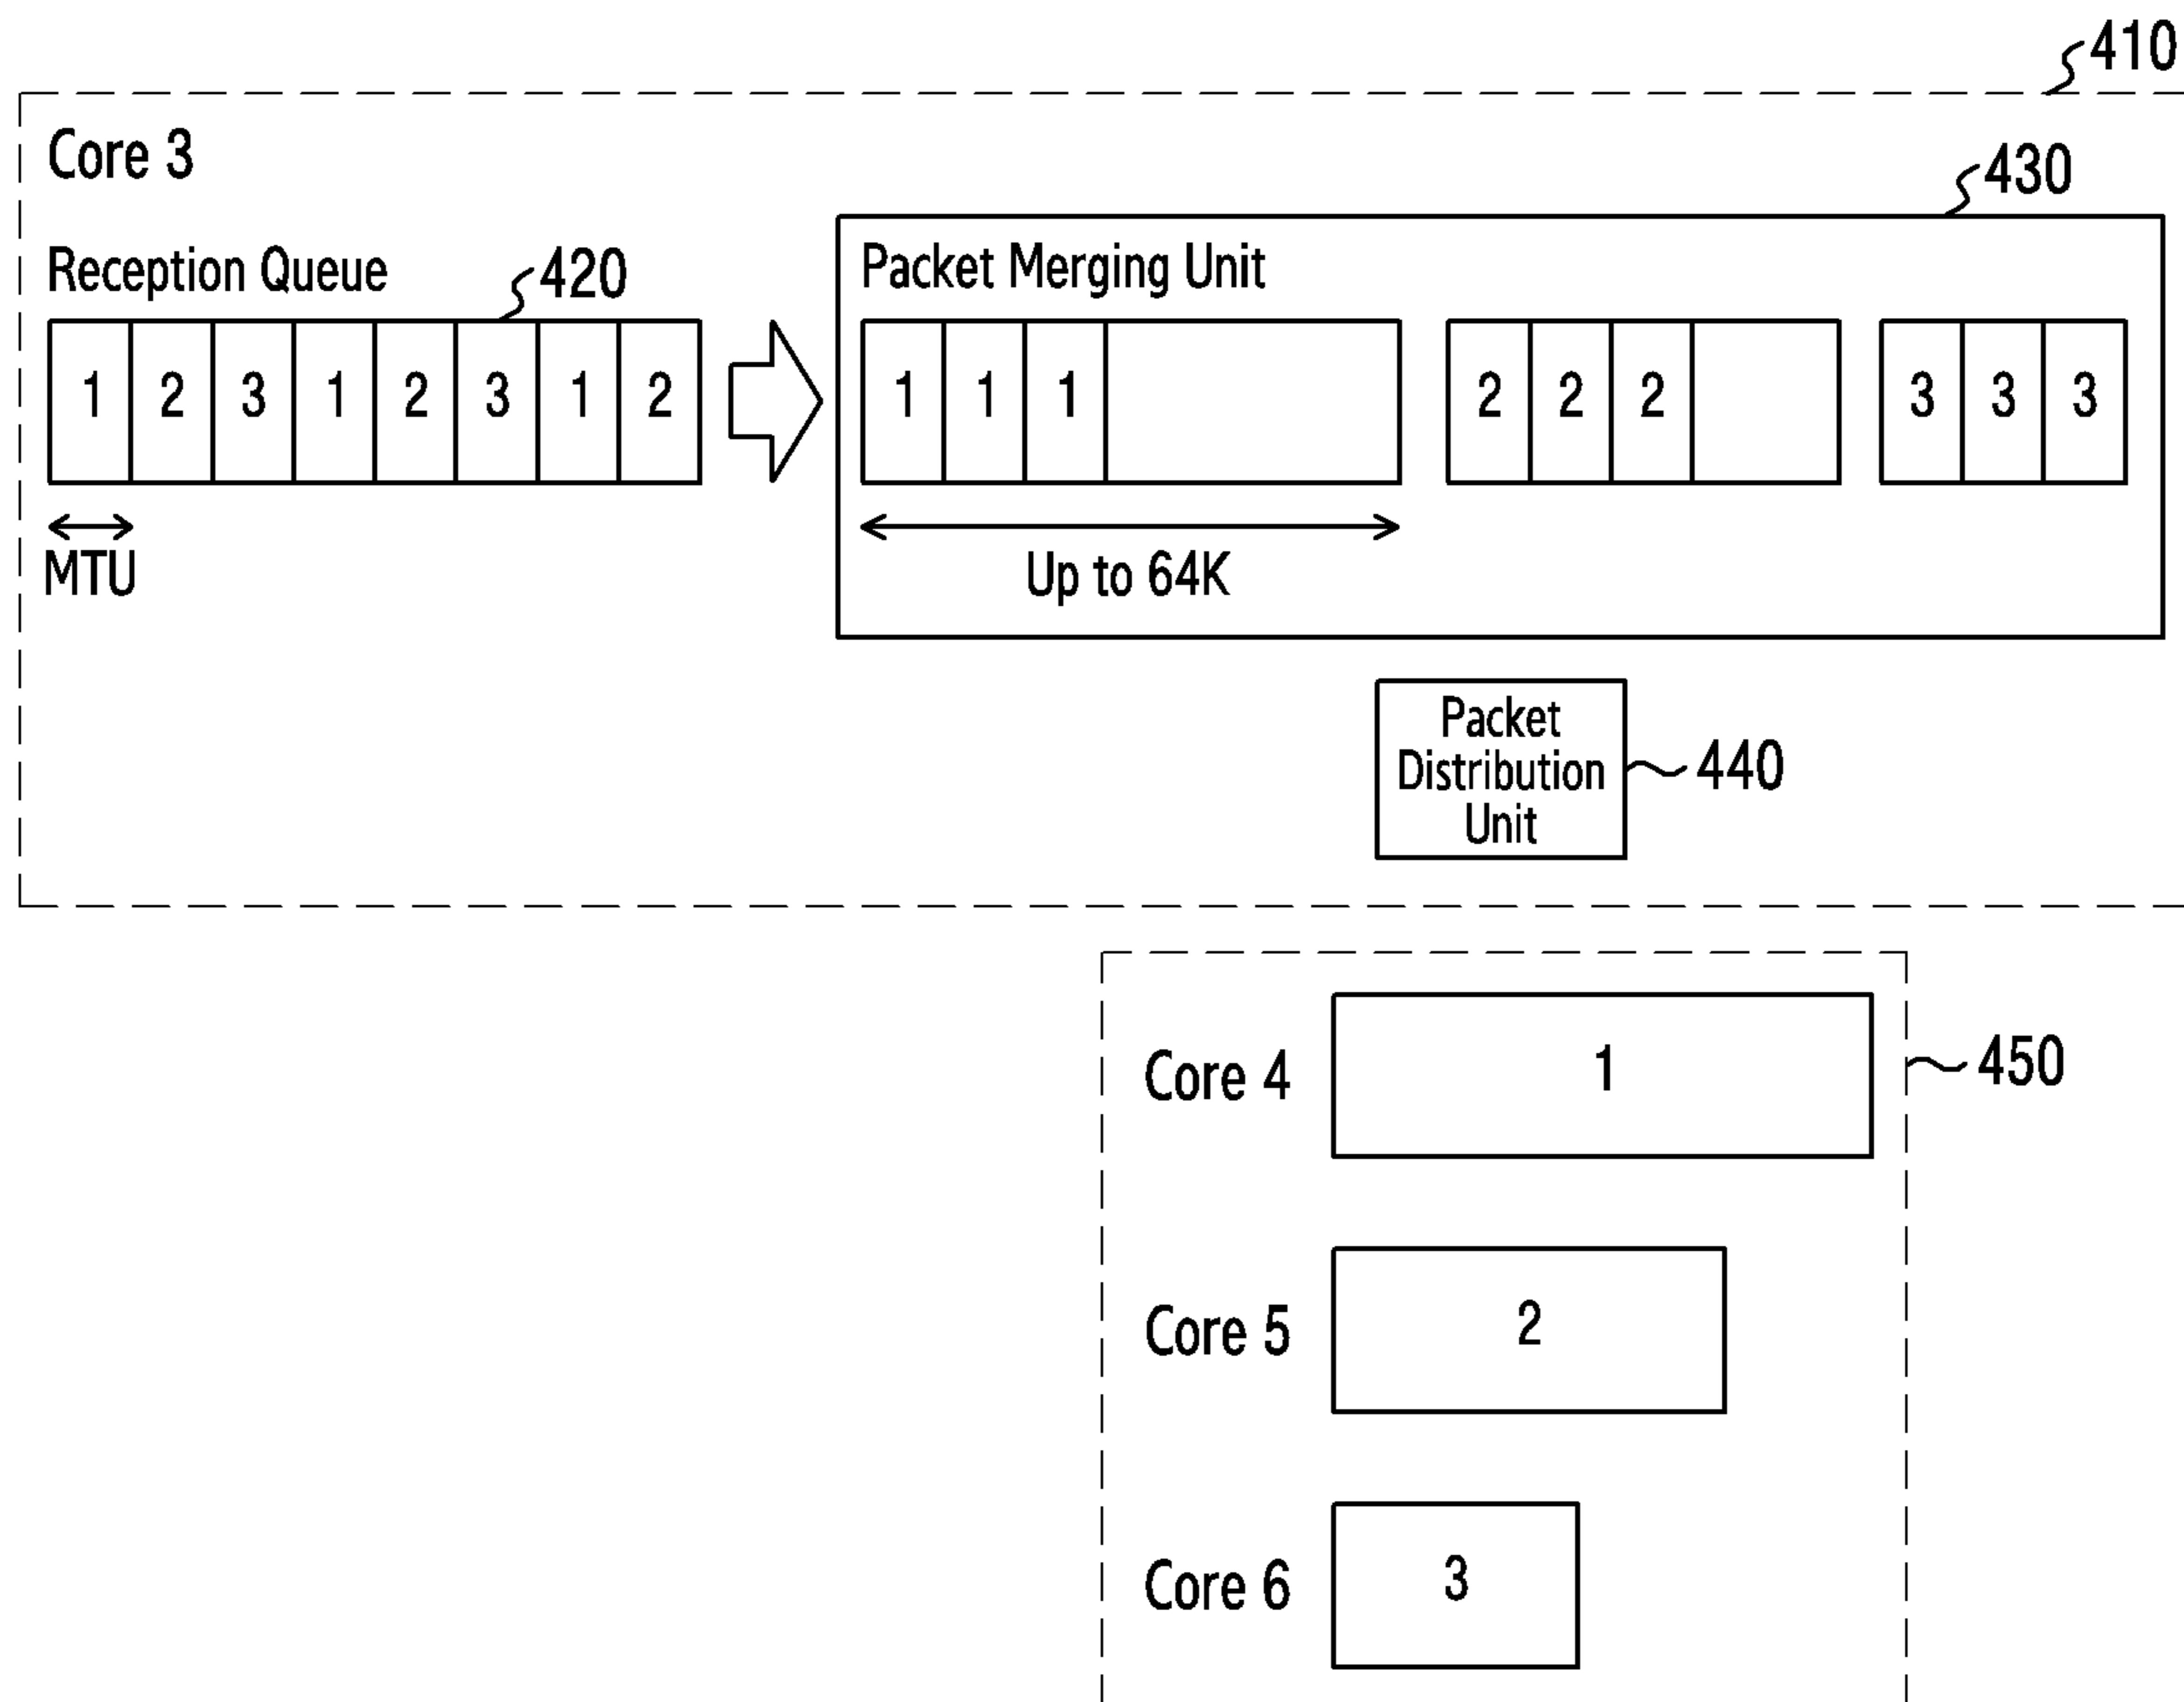 410
Core 3
430
Reception Queue
420
Packet Merging Unit
1 2 3 1 2 3 1 2
1 1 1
2 2 2
3 3 3
MTU
Up to 64K
Packet
Distribution
Unit
440
Core 4
1
450
Core 5
2
Core 6
3